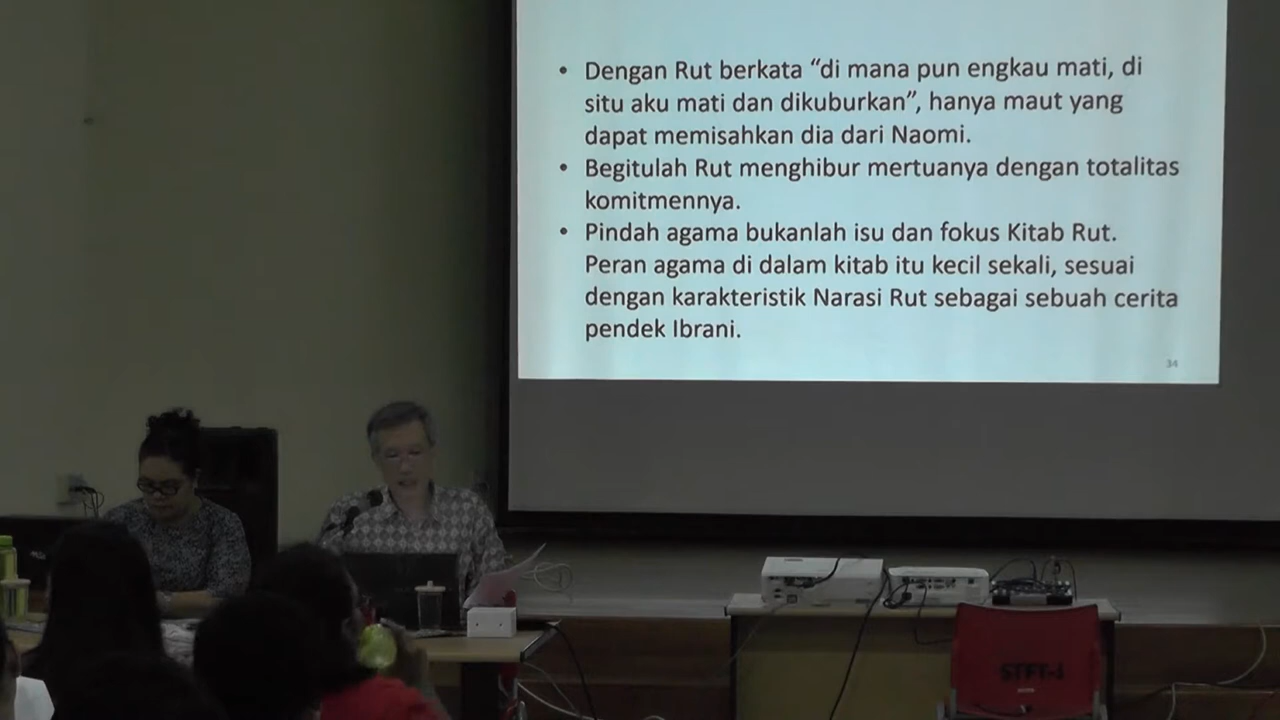 • Dengan Rut berkata “di mana pun engkau mati, di
situ aku mati dan dikuburkan”, hanya maut yang
dapat memisahkan dia dari Naomi.
• Begitulah Rut menghibur mertuanya dengan totalitas
komitmennya.
• Pindah agama bukanlah isu dan fokus Kitab Rut.
Peran agama di dalam kitab itu kecil sekali, sesuai
dengan karakteristik Narasi Rut sebagai sebuah cerita
pendek Ibrani.
34
STFT-J